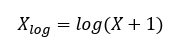 X_log = log(X + 1)